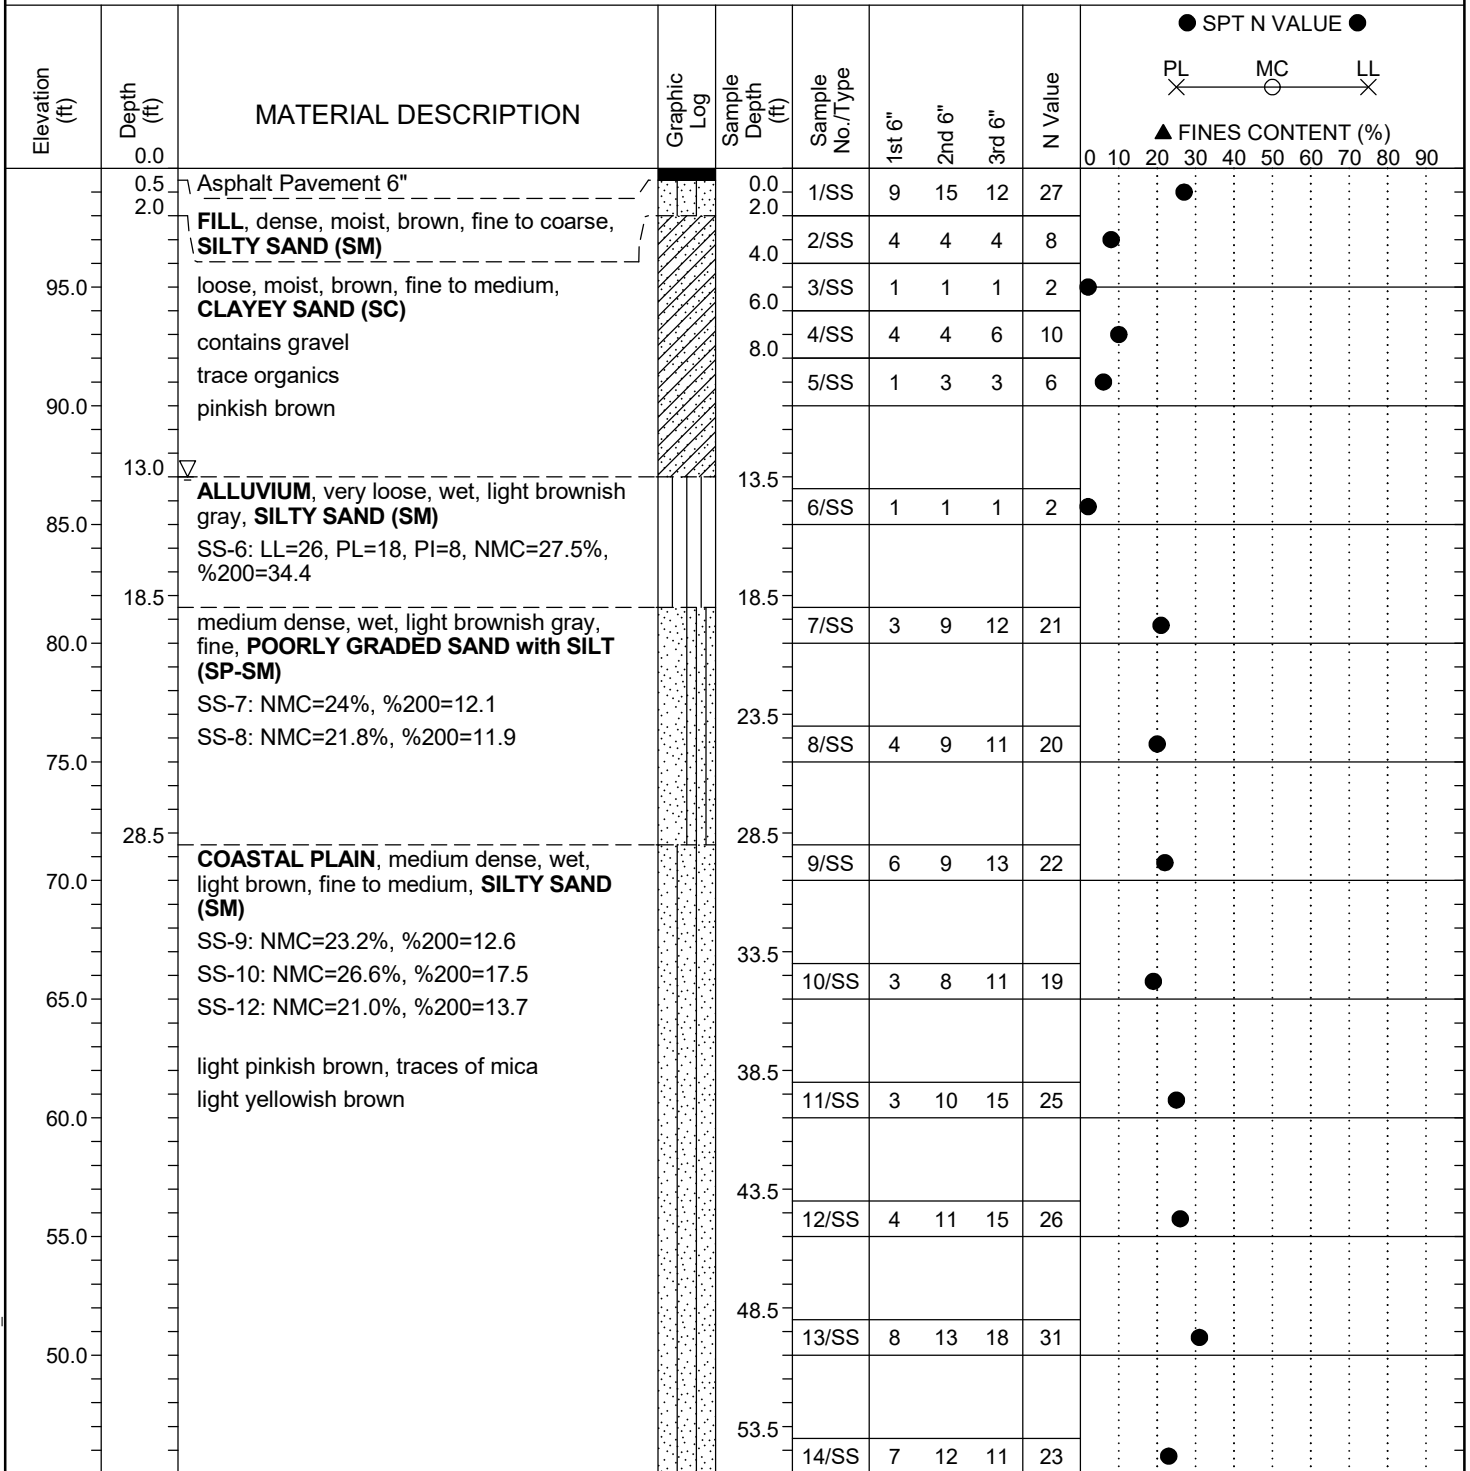 ● SPT N VALUE ●
PL MC LL
▲ FINES CONTENT (%)
Elevation (ft)
Depth (ft)
MATERIAL DESCRIPTION
Graphic Log
Sample Depth (ft)
Sample No./Type
1st 6"
2nd 6"
3rd 6"
N Value
0.0
0 10 20 30 40 50 60 70 80 90
0.5 Asphalt Pavement 6" 0.0 1/SS 9 15 12 27
2.0 2.0
FILL, dense, moist, brown, fine to coarse,
SILTY SAND (SM) 4.0 2/SS 4 4 4 8
95.0 loose, moist, brown, fine to medium, 3/SS 1 1 1 2
CLAYEY SAND (SC) 6.0
contains gravel 8.0 4/SS 4 4 6 10
trace organics 5/SS 1 3 3 6
90.0 pinkish brown
13.0 13.5
ALLUVIUM, very loose, wet, light brownish
gray, SILTY SAND (SM) 6/SS 1 1 1 2
85.0
SS-6: LL=26, PL=18, PI=8, NMC=27.5%,
%200=34.4
18.5 18.5
medium dense, wet, light brownish gray, 7/SS 3 9 12 21
80.0 fine, POORLY GRADED SAND with SILT
(SP-SM)
SS-7: NMC=24%, %200=12.1
23.5
SS-8: NMC=21.8%, %200=11.9 8/SS 4 9 11 20
75.0
28.5 28.5
COASTAL PLAIN, medium dense, wet, 9/SS 6 9 13 22
70.0 light brown, fine to medium, SILTY SAND
(SM)
SS-9: NMC=23.2%, %200=12.6
33.5
SS-10: NMC=26.6%, %200=17.5 10/SS 3 8 11 19
65.0 SS-12: NMC=21.0%, %200=13.7
light pinkish brown, traces of mica 38.5
light yellowish brown 11/SS 3 10 15 25
60.0
43.5
12/SS 4 11 15 26
55.0
48.5
13/SS 8 13 18 31
50.0
53.5
14/SS 7 12 11 23